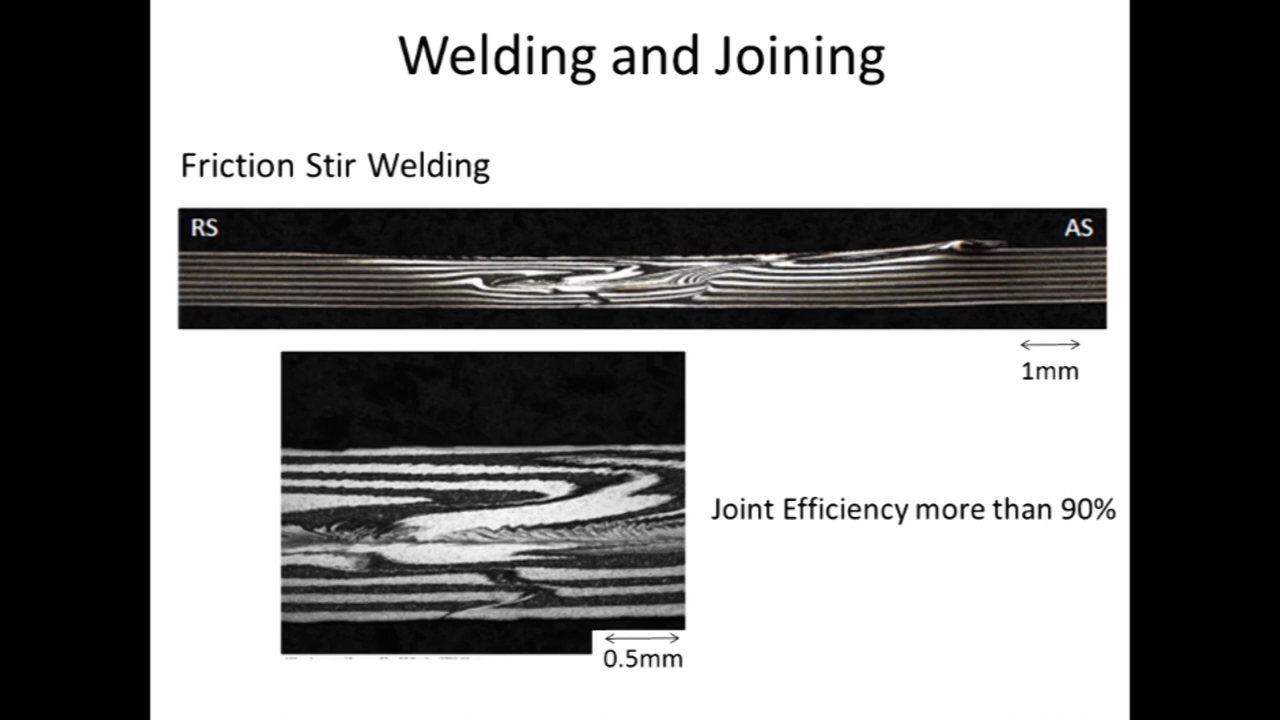 Welding and Joining
Friction Stir Welding
RS
AS
1mm
Joint Efficiency more than 90%
0.5mm